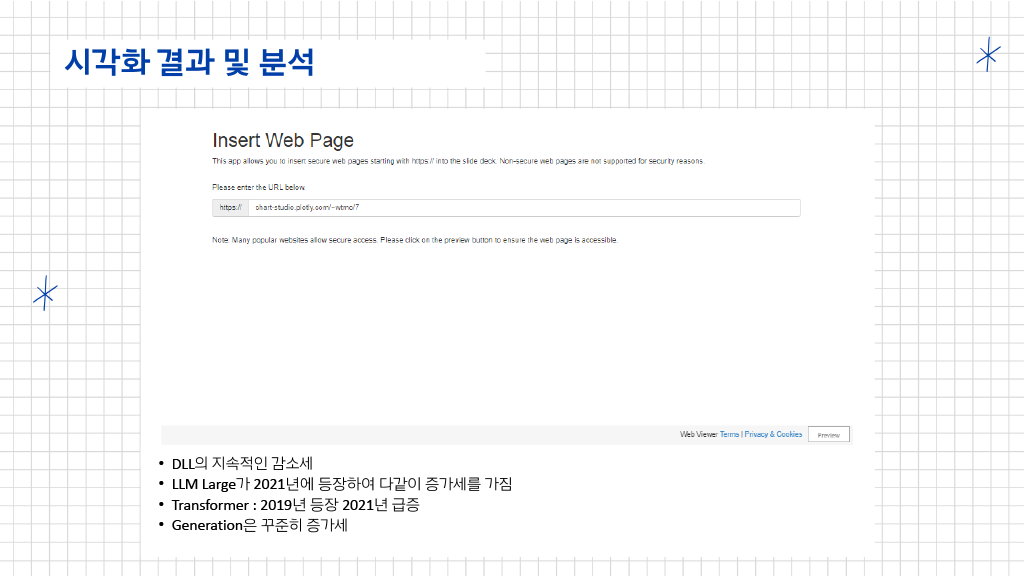 시각화 결과 및 분석
Insert Web Page
This app allows you to insert secure web pages starting with https:// into the slide deck. Non-secure web pages are not supported for security reasons.
Please enter the URL below.
https:// chart-studio.plotly.com/~wtmo/7
Note: Many popular websites allow secure access. Please click on the preview button to ensure the web page is accessible.
Web Viewer Terms | Privacy & Cookies Preview
• DLL의 지속적인 감소세
• LLM Large가 2021년에 등장하여 다같이 증가세를 가짐
• Transformer : 2019년 등장 2021년 급증
• Generation은 꾸준히 증가세